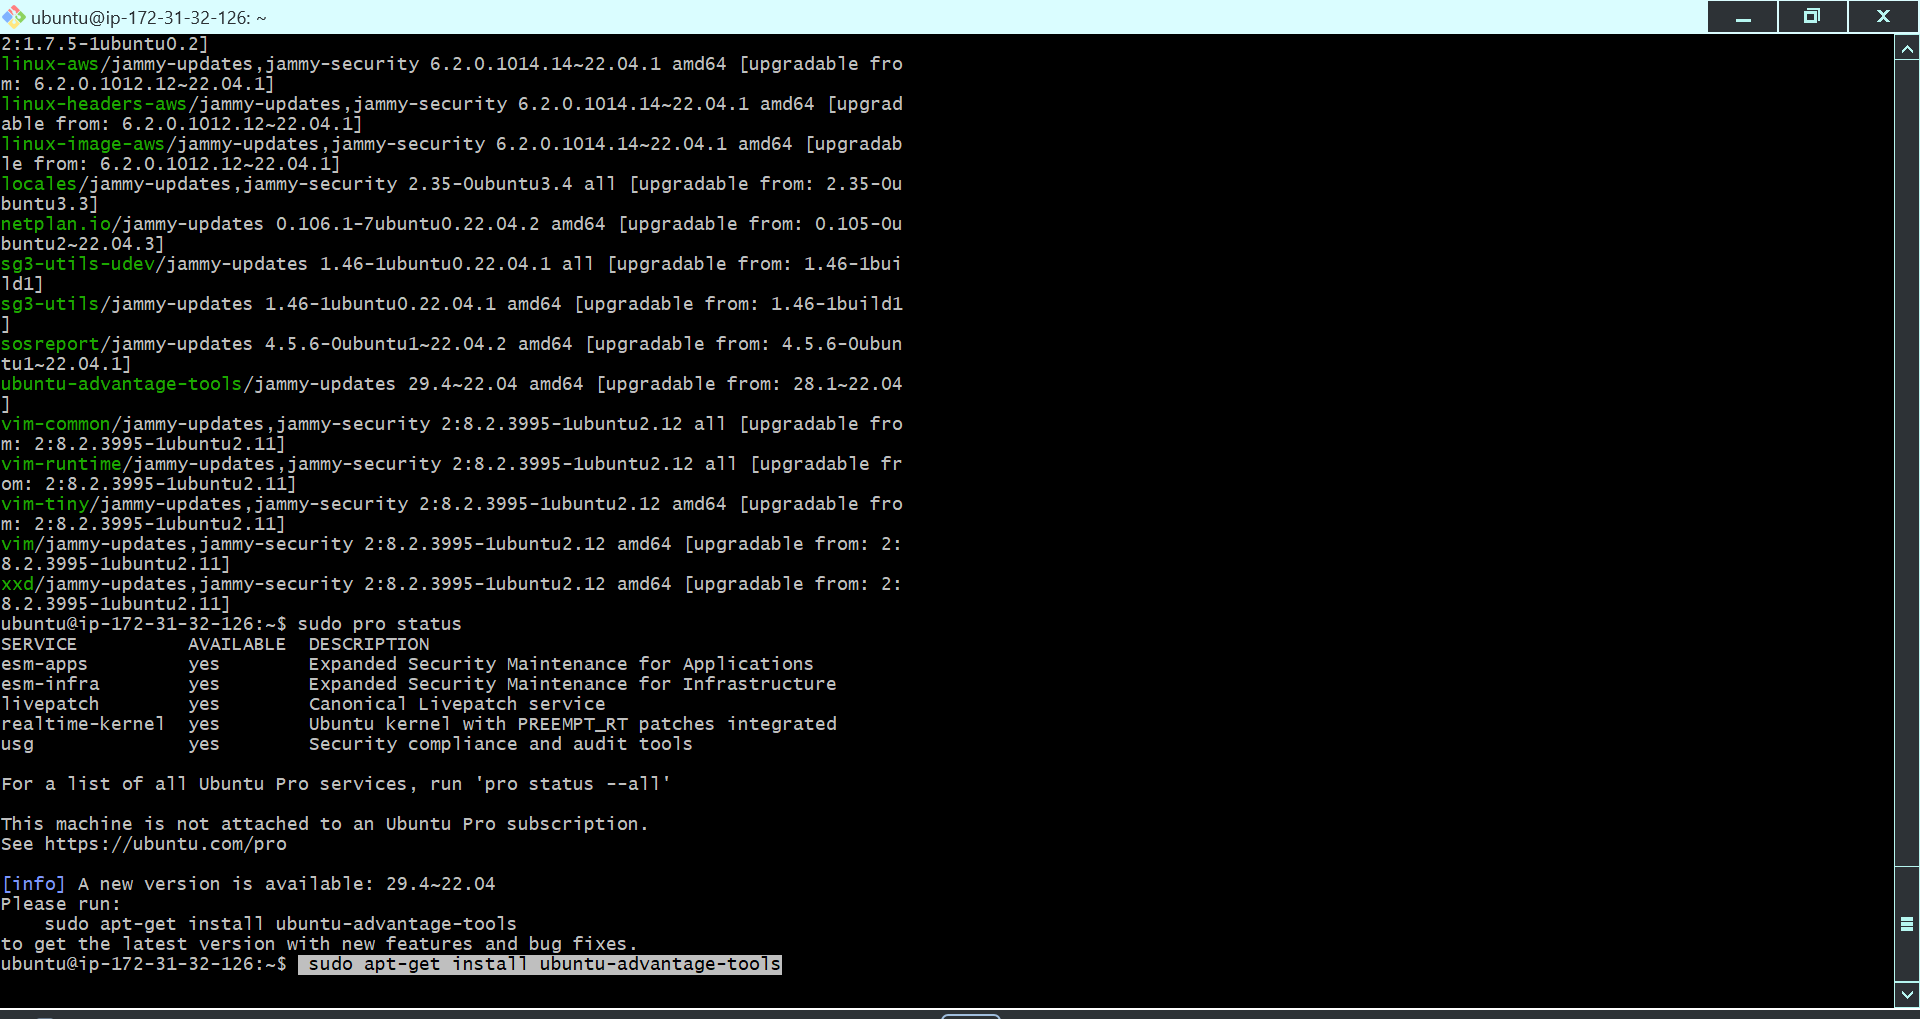 ubuntu@ip-172-31-32-126: ~
2:1.7.5-1ubuntu0.2]
linux-aws/jammy-updates,jammy-security 6.2.0.1014.14~22.04.1 amd64 [upgradable fro
m: 6.2.0.1012.12~22.04.1]
linux-headers-aws/jammy-updates,jammy-security 6.2.0.1014.14~22.04.1 amd64 [upgrad
able from: 6.2.0.1012.12~22.04.1]
linux-image-aws/jammy-updates,jammy-security 6.2.0.1014.14~22.04.1 amd64 [upgradab
le from: 6.2.0.1012.12~22.04.1]
locales/jammy-updates,jammy-security 2.35-0ubuntu3.4 all [upgradable from: 2.35-0u
buntu3.3]
netplan.io/jammy-updates 0.106.1-7ubuntu0.22.04.2 amd64 [upgradable from: 0.105-0u
buntu2~22.04.3]
sg3-utils-udev/jammy-updates 1.46-1ubuntu0.22.04.1 all [upgradable from: 1.46-1bui
ld1]
sg3-utils/jammy-updates 1.46-1ubuntu0.22.04.1 amd64 [upgradable from: 1.46-1build1
]
sosreport/jammy-updates 4.5.6-0ubuntu1~22.04.2 amd64 [upgradable from: 4.5.6-0ubun
tu1~22.04.1]
ubuntu-advantage-tools/jammy-updates 29.4~22.04 amd64 [upgradable from: 28.1~22.04
]
vim-common/jammy-updates,jammy-security 2:8.2.3995-1ubuntu2.12 all [upgradable fro
m: 2:8.2.3995-1ubuntu2.11]
vim-runtime/jammy-updates,jammy-security 2:8.2.3995-1ubuntu2.12 all [upgradable fr
om: 2:8.2.3995-1ubuntu2.11]
vim-tiny/jammy-updates,jammy-security 2:8.2.3995-1ubuntu2.12 amd64 [upgradable fro
m: 2:8.2.3995-1ubuntu2.11]
vim/jammy-updates,jammy-security 2:8.2.3995-1ubuntu2.12 amd64 [upgradable from: 2:
8.2.3995-1ubuntu2.11]
xxd/jammy-updates,jammy-security 2:8.2.3995-1ubuntu2.12 amd64 [upgradable from: 2:
8.2.3995-1ubuntu2.11]
ubuntu@ip-172-31-32-126:~$ sudo pro status
SERVICE          AVAILABLE  DESCRIPTION
esm-apps         yes        Expanded Security Maintenance for Applications
esm-infra        yes        Expanded Security Maintenance for Infrastructure
livepatch        yes        Canonical Livepatch service
realtime-kernel  yes        Ubuntu kernel with PREEMPT_RT patches integrated
usg              yes        Security compliance and audit tools
For a list of all Ubuntu Pro services, run 'pro status --all'
This machine is not attached to an Ubuntu Pro subscription.
See https://ubuntu.com/pro
[info] A new version is available: 29.4~22.04
Please run:
    sudo apt-get install ubuntu-advantage-tools
to get the latest version with new features and bug fixes.
ubuntu@ip-172-31-32-126:~$  sudo apt-get install ubuntu-advantage-tools